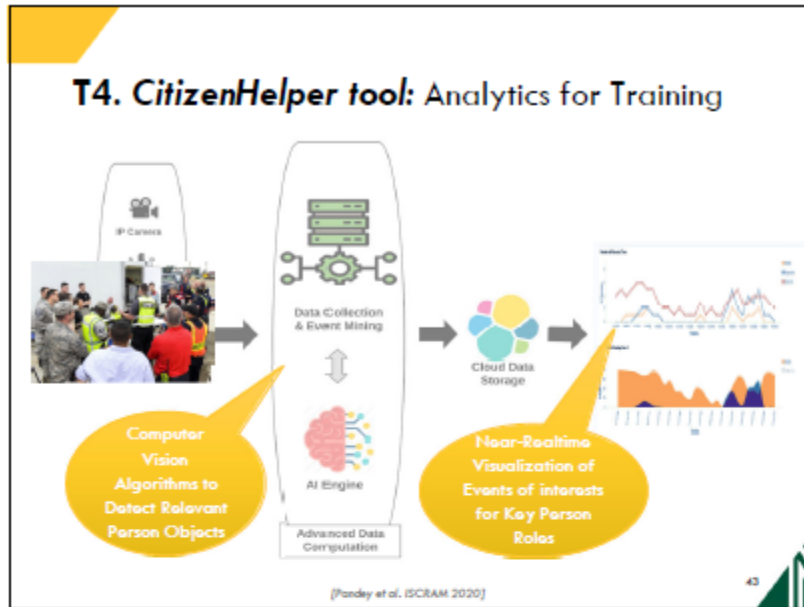 T4. CitizenHelper tool: Analytics for Training
IP Camera
Data Collection
& Event Mining
AI Engine
Advanced Data
Computation
Cloud Data
Storage
Computer
Vision
Algorithms to
Detect Relevant
Person Objects
Near-Realtime
Visualization of
Events of interests
for Key Person
Roles
[Pandey et al. ISCRAM 2020]
43